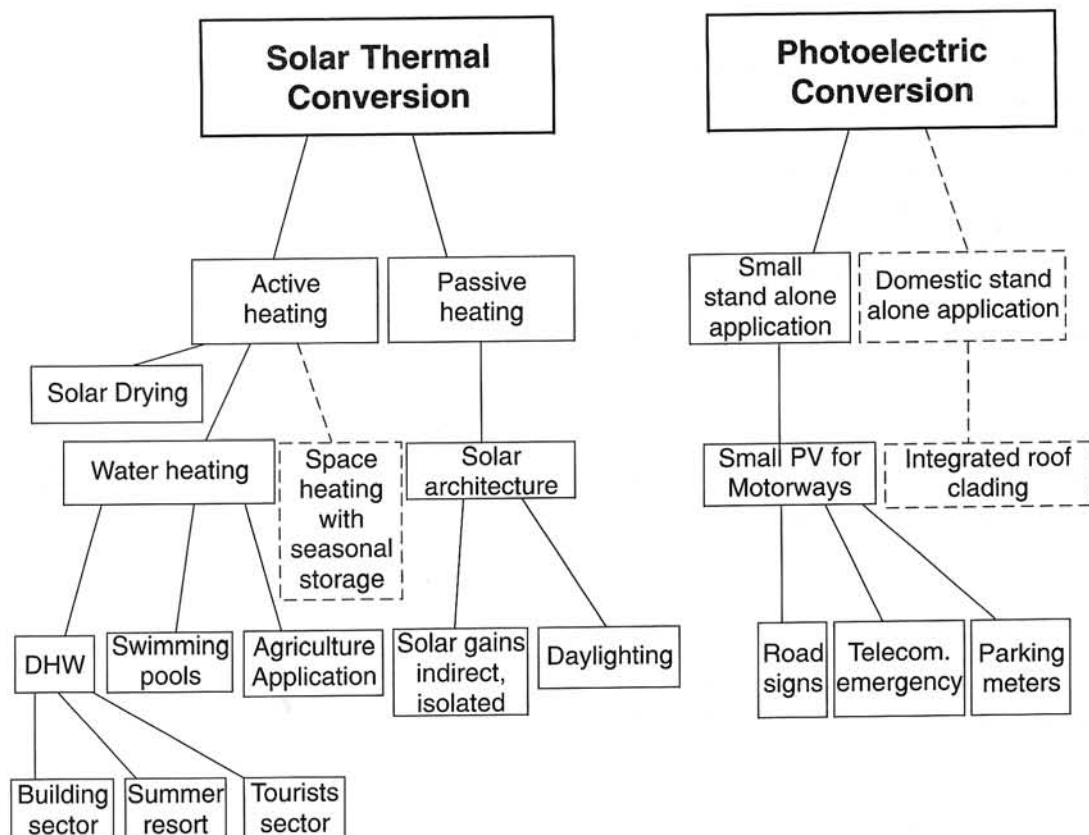 Solar Thermal
Conversion
Photoelectric
Conversion
Active
heating
Passive
heating
Small
stand alone
application
Domestic stand
alone application
Solar Drying
Water heating
Space
heating
with
seasonal
storage
Solar
architecture
Small PV for
Motorways
Integrated roof
clading
DHW
Swimming
pools
Agriculture
Application
Solar gains
indirect,
isolated
Daylighting
Road
signs
Telecom.
emergency
Parking
meters
Building
sector
Summer
resort
Tourists
sector